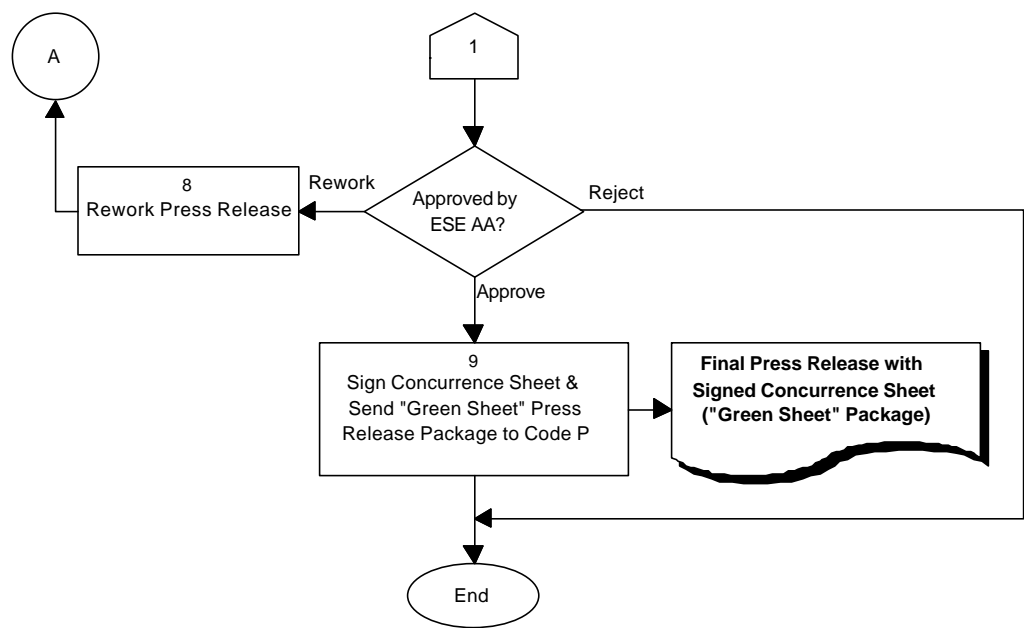 A
1
8
Rework Press Release
Rework
Approved by
ESE AA?
Reject
Approve
9
Sign Concurrence Sheet &
Send "Green Sheet" Press
Release Package to Code P
Final Press Release with
Signed Concurrence Sheet
("Green Sheet" Package)
End